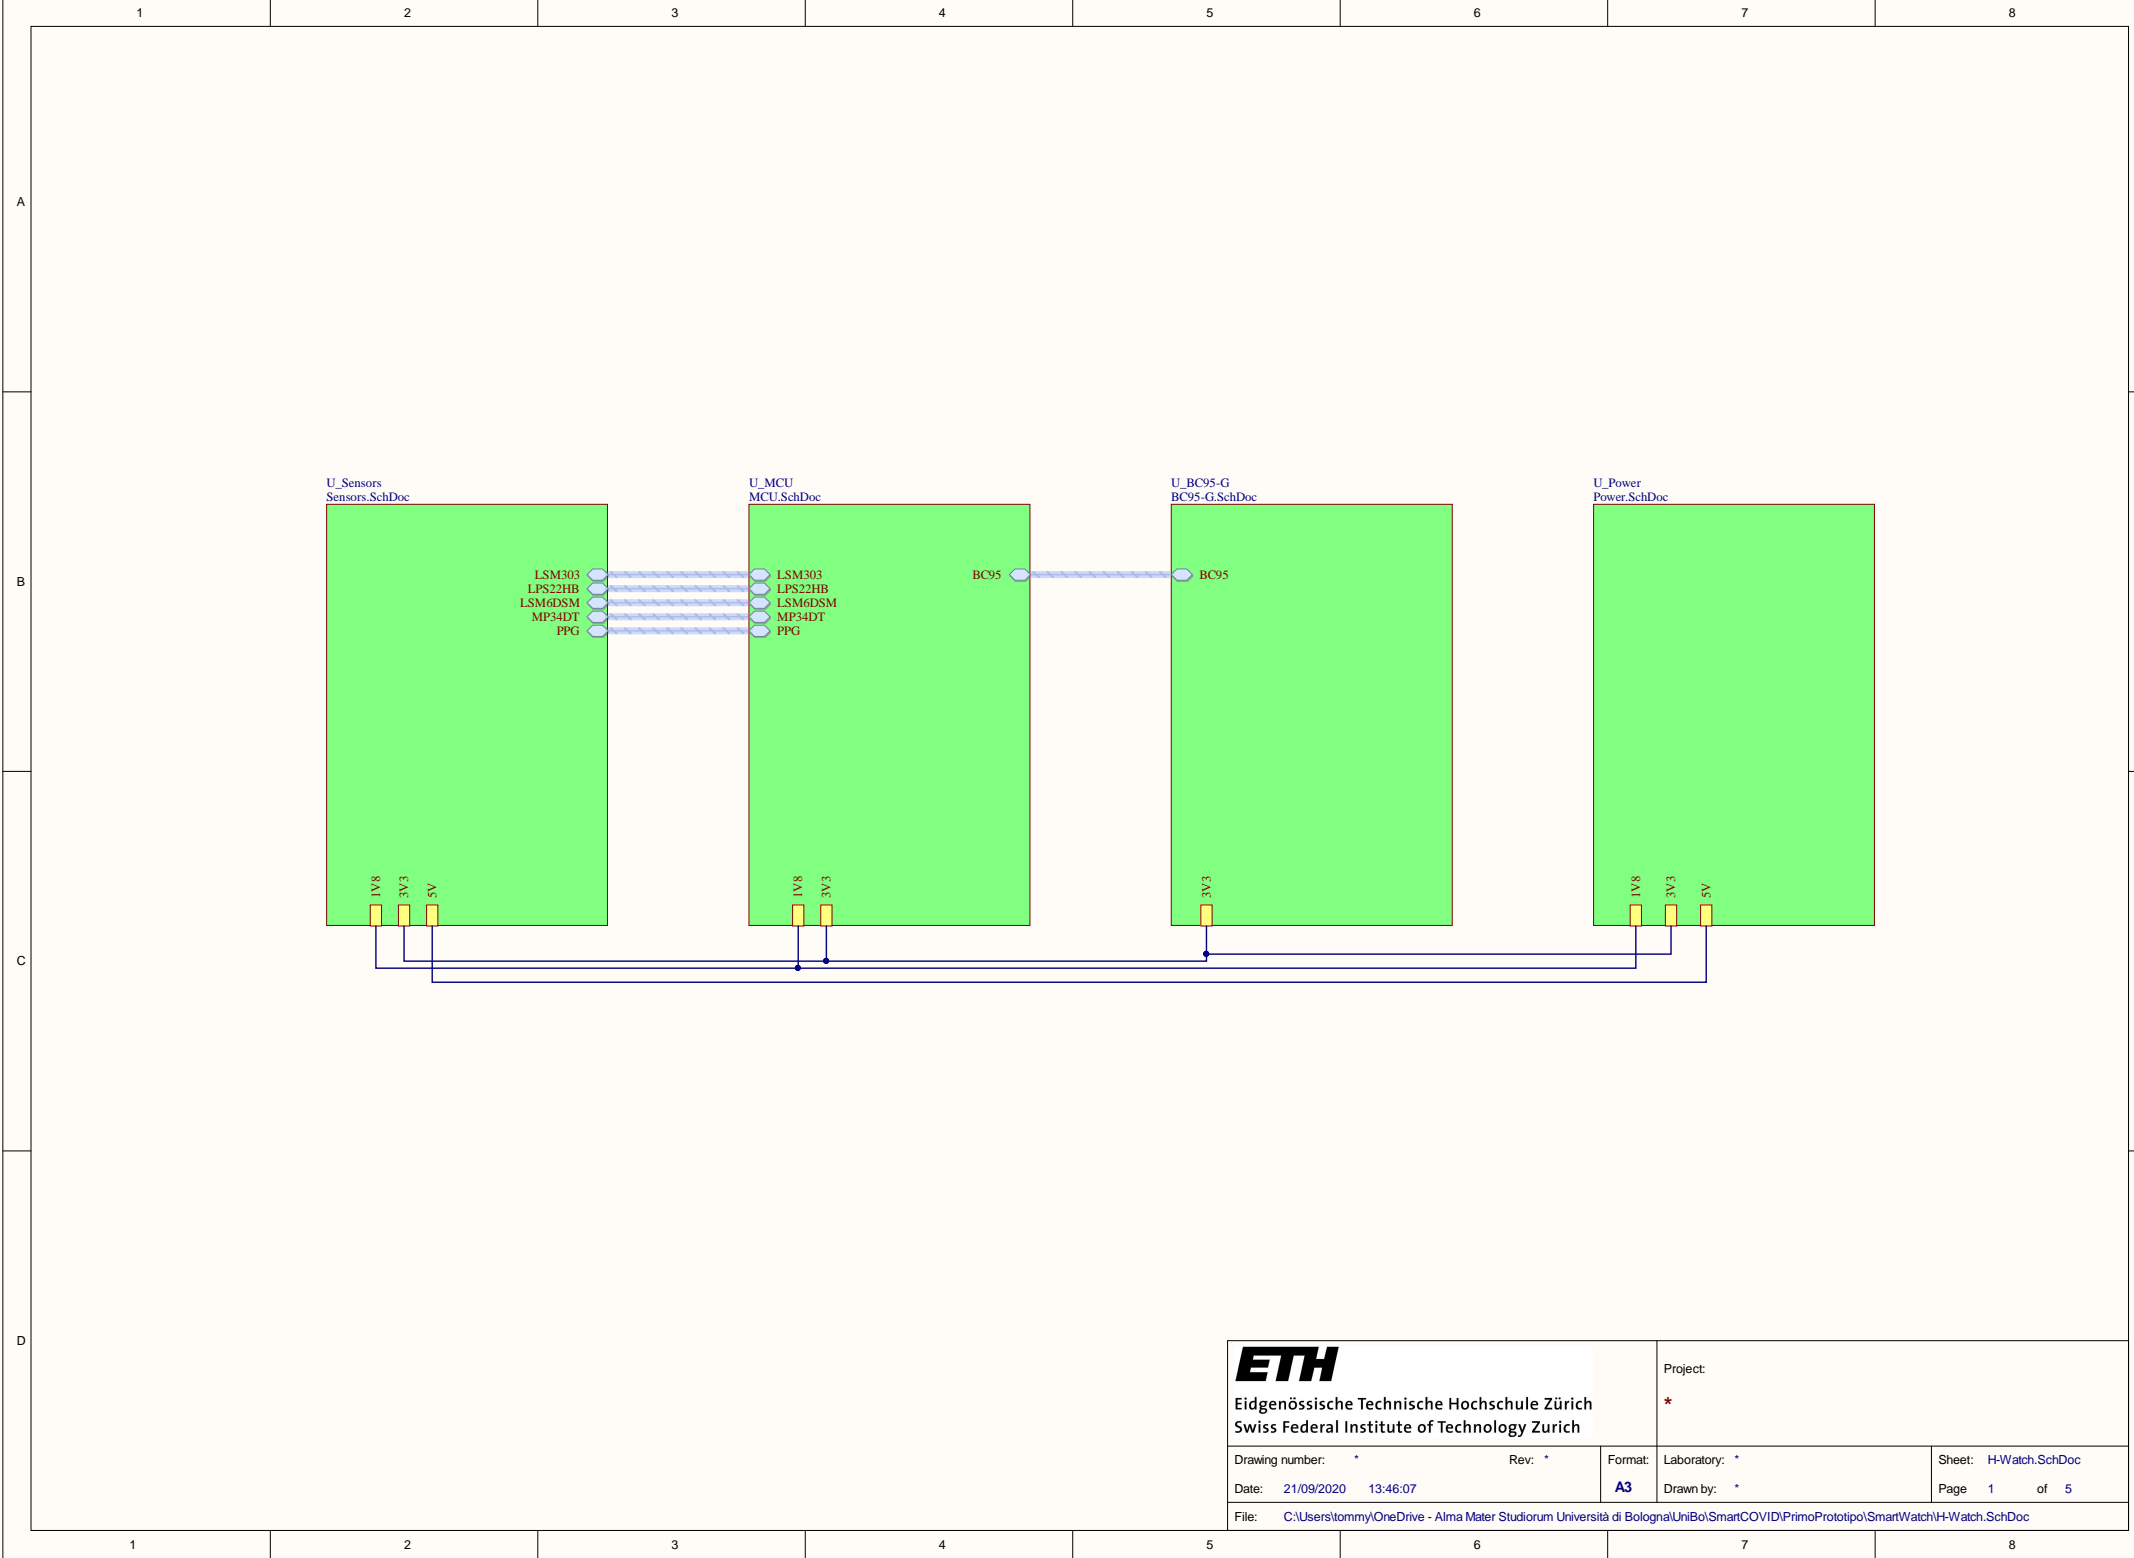 1 2 3 4 5 6 7 8
A
B
C
D
U_Sensors
Sensors.SchDoc
LSM303
LPS22HB
LSM6DSM
MP34DT
PPG
1V8 3V3 5V
U_MCU
MCU.SchDoc
LSM303
LPS22HB
LSM6DSM
MP34DT
PPG
BC95
1V8 3V3
U_BC95-G
BC95-G.SchDoc
BC95
3V3
U_Power
Power.SchDoc
1V8 3V3 5V
ETH
Eidgenössische Technische Hochschule Zürich
Swiss Federal Institute of Technology Zurich
Project:
*
Drawing number: * Rev: *
Format:
A3
Laboratory: *
Sheet: H-Watch.SchDoc
Date: 21/09/2020 13:46:07
Drawn by: *
Page 1 of 5
File: C:\Users\tommy\OneDrive - Alma Mater Studiorum Università di Bologna\UniBo\SmartCOVID\PrimoPrototipo\SmartWatch\H-Watch.SchDoc
1 2 3 4 5 6 7 8